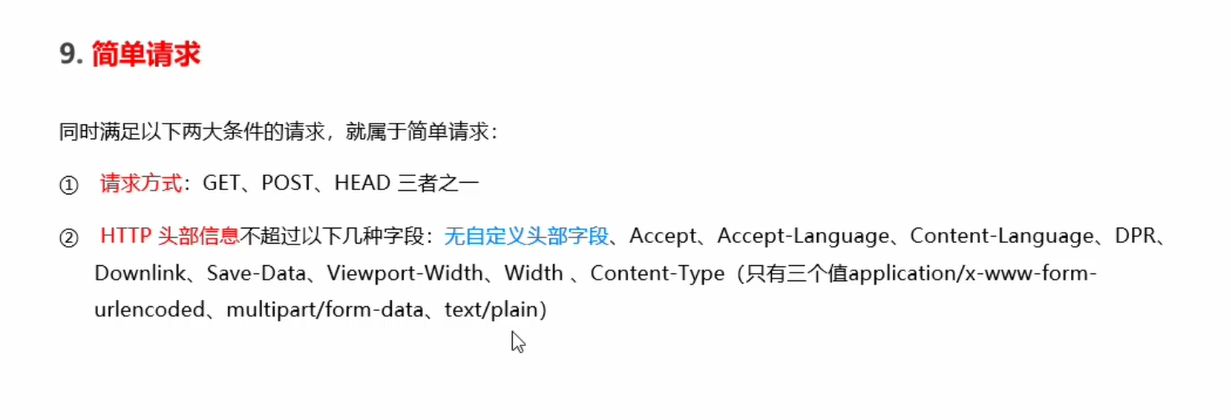 9. 简单请求
同时满足以下两大条件的请求，就属于简单请求：
① 请求方式：GET、POST、HEAD 三者之一
② HTTP 头部信息不超过以下几种字段：无自定义头部字段、Accept、Accept-Language、Content-Language、DPR、
Downlink、Save-Data、Viewport-Width、Width 、Content-Type（只有三个值application/x-www-form-
urlencoded、multipart/form-data、text/plain）